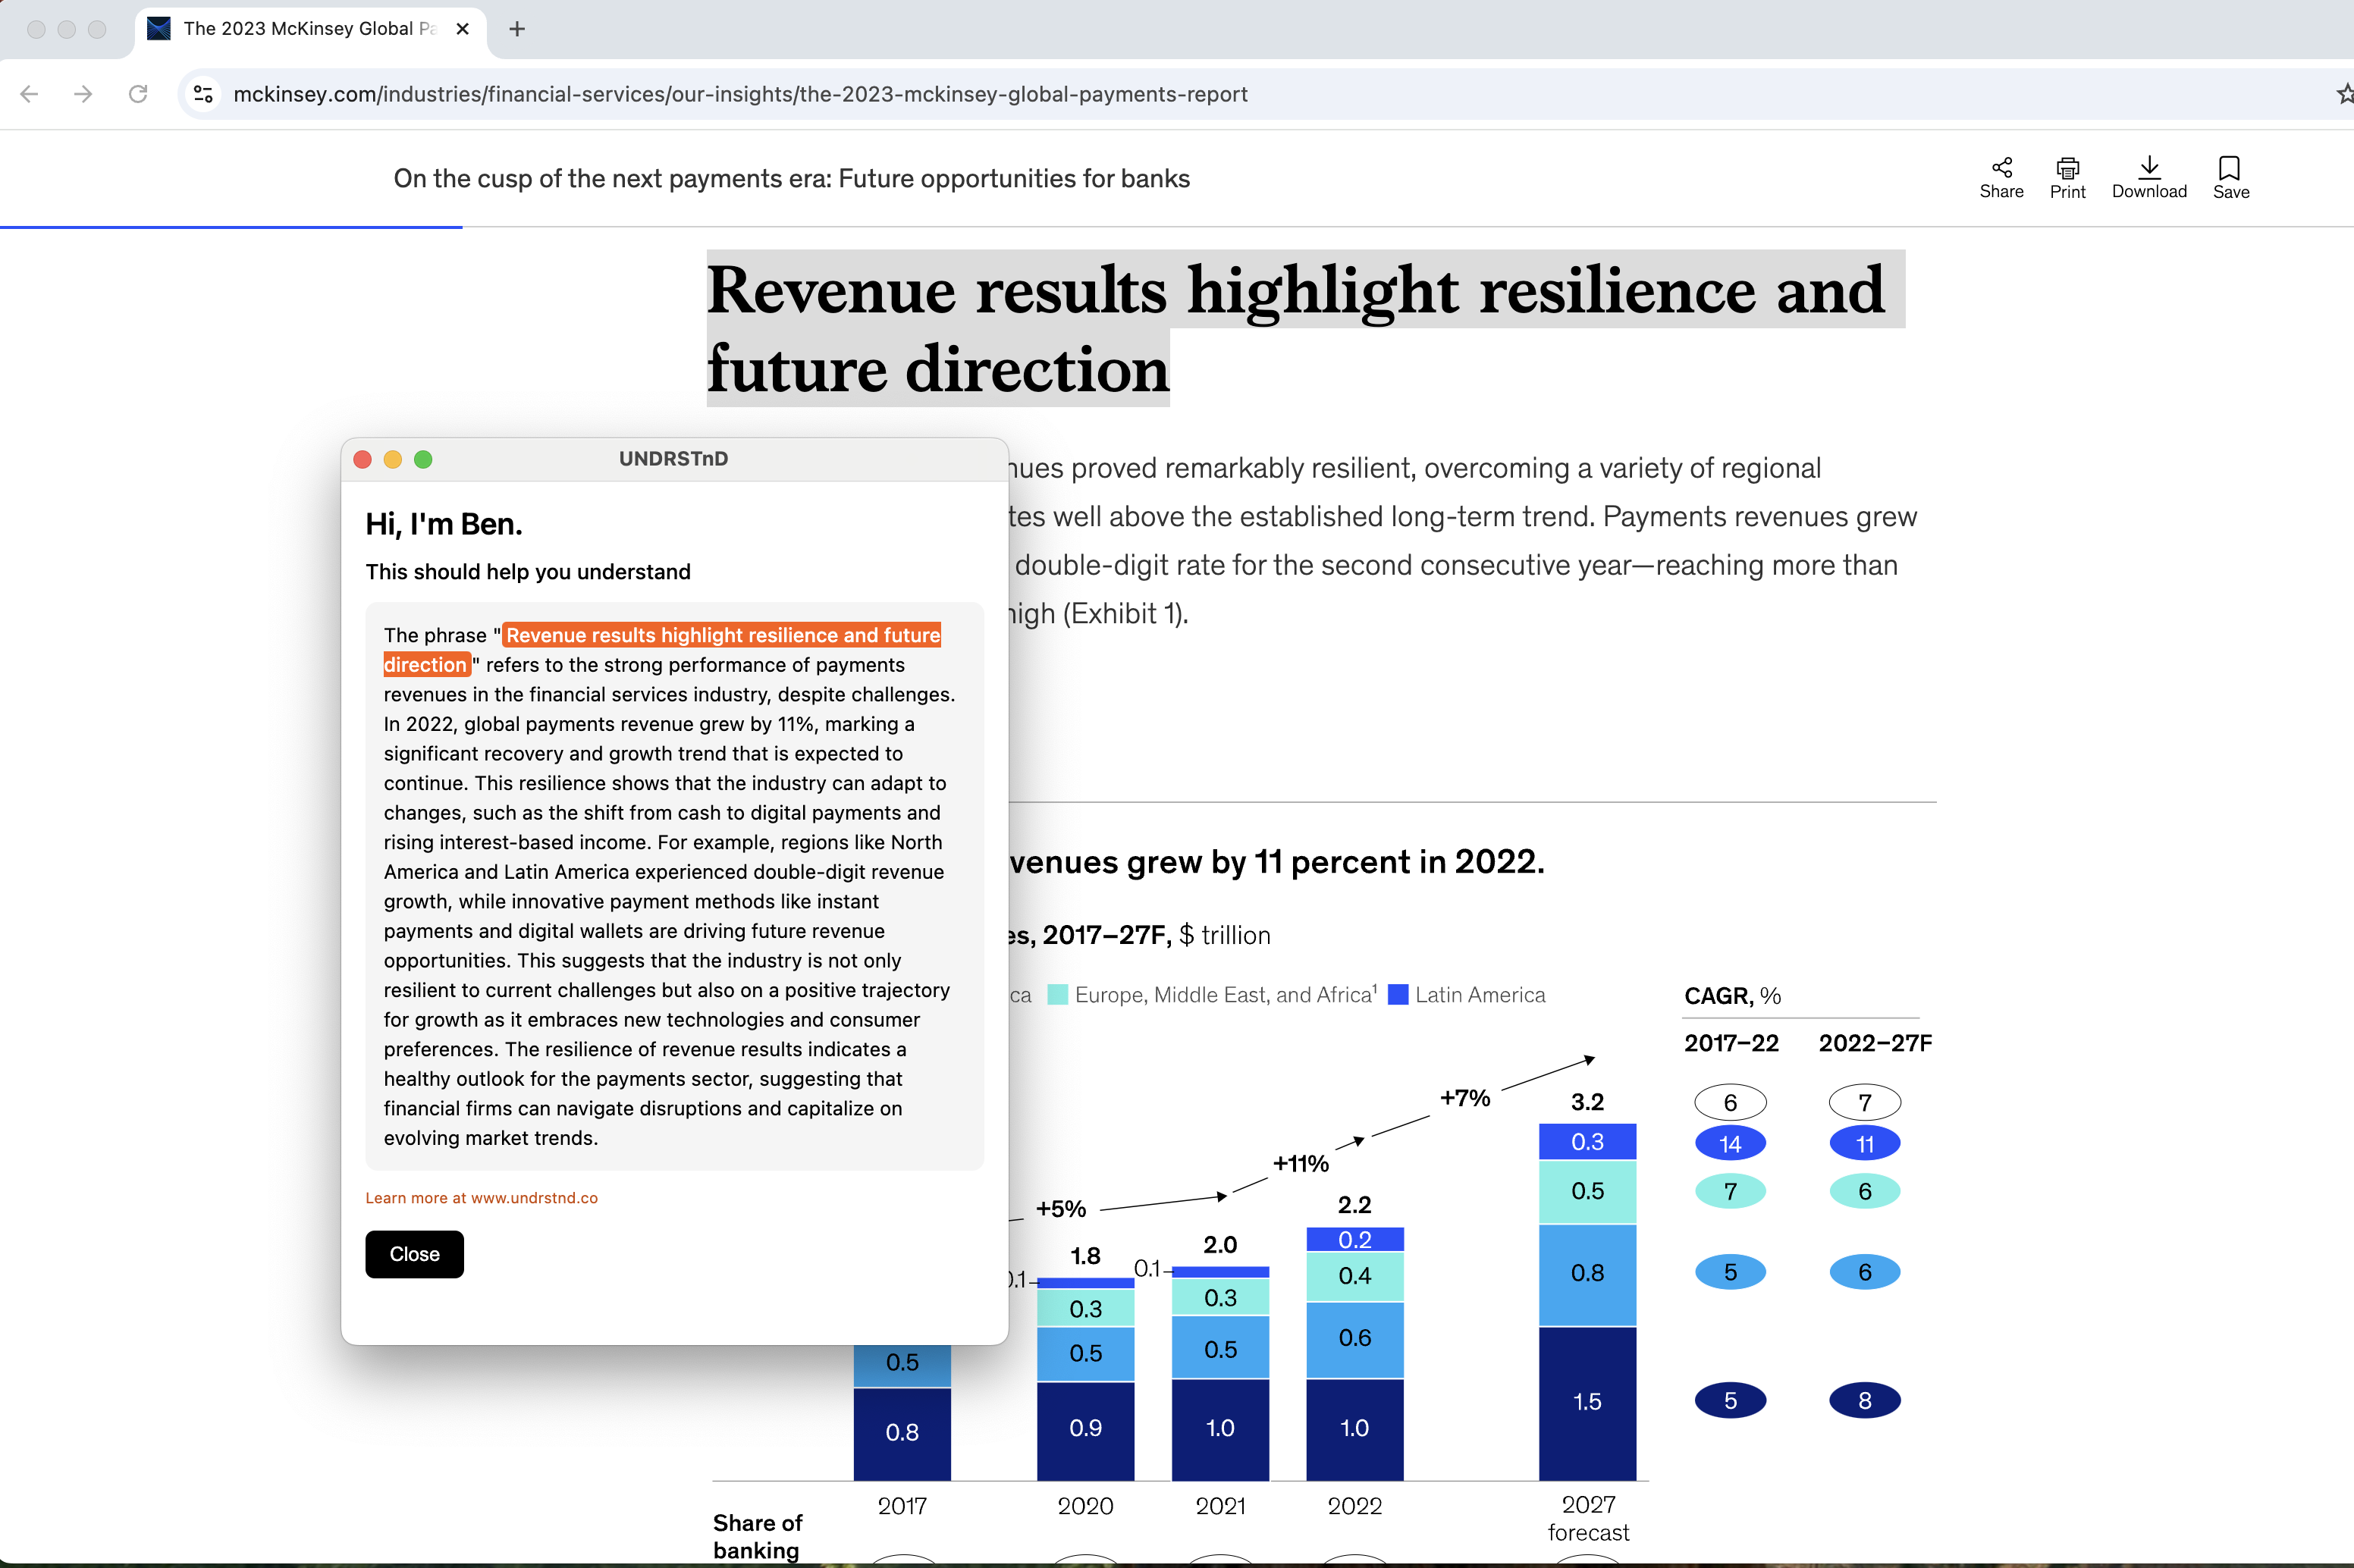 The 2023 McKinsey Global Pa
mckinsey.com/industries/financial-services/our-insights/the-2023-mckinsey-global-payments-report
On the cusp of the next payments era: Future opportunities for banks
Share
Print
Download
Save
Revenue results highlight resilience and
future direction
nues proved remarkably resilient, overcoming a variety of regional
tes well above the established long-term trend. Payments revenues grew
double-digit rate for the second consecutive year—reaching more than
high (Exhibit 1).
UNDRSTnD
Hi, I'm Ben.
This should help you understand
The phrase "Revenue results highlight resilience and future
direction" refers to the strong performance of payments
revenues in the financial services industry, despite challenges.
In 2022, global payments revenue grew by 11%, marking a
significant recovery and growth trend that is expected to
continue. This resilience shows that the industry can adapt to
changes, such as the shift from cash to digital payments and
rising interest-based income. For example, regions like North
America and Latin America experienced double-digit revenue
growth, while innovative payment methods like instant
payments and digital wallets are driving future revenue
opportunities. This suggests that the industry is not only
resilient to current challenges but also on a positive trajectory
for growth as it embraces new technologies and consumer
preferences. The resilience of revenue results indicates a
healthy outlook for the payments sector, suggesting that
financial firms can navigate disruptions and capitalize on
evolving market trends.
Learn more at www.undrstnd.co
Close
venues grew by 11 percent in 2022.
es, 2017–27F, $ trillion
ca Europe, Middle East, and Africa¹ Latin America
CAGR, %
2017–22 2022–27F
6 7
14 11
7 6
5 6
5 8
+5%
+11%
+7%
0.5
0.8
2017
1.8
0.1
0.3
0.5
0.9
2020
2.0
0.1
0.3
0.5
1.0
2021
2.2
0.2
0.4
0.6
1.0
2022
3.2
0.3
0.5
0.8
1.5
2027
forecast
Share of
banking